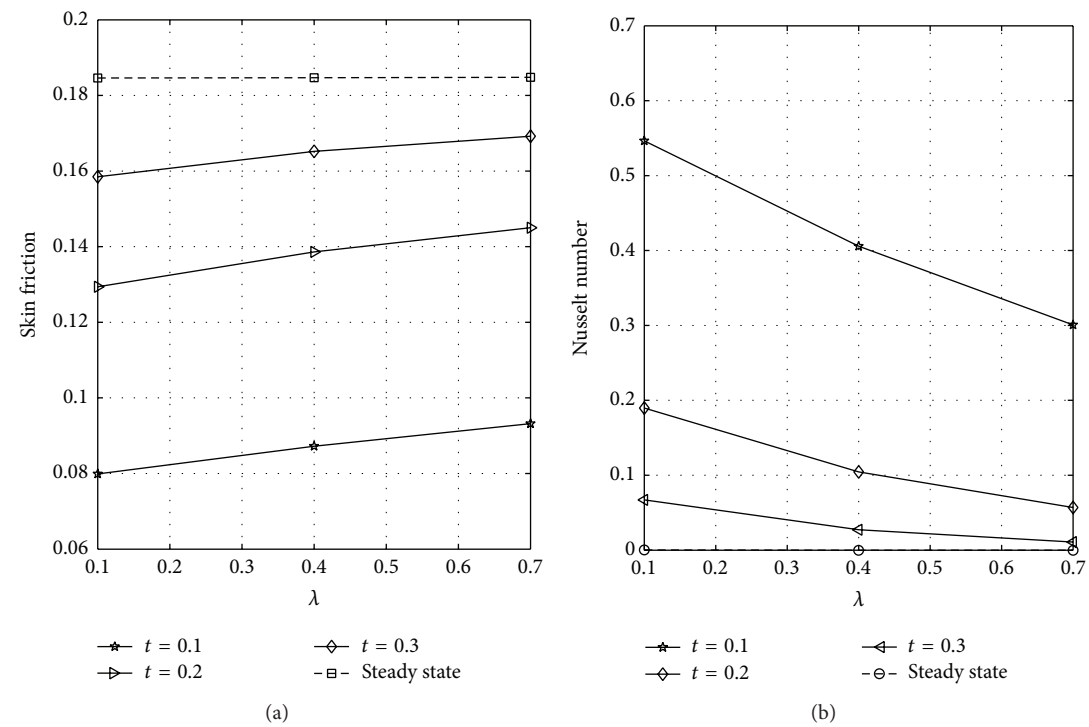 0.2
0.18
0.16
0.14
0.12
0.1
0.08
0.06
Skin friction
0.1 0.2 0.3 0.4 0.5 0.6 0.7
λ
t = 0.1
t = 0.2
t = 0.3
Steady state
(a)
0.7
0.6
0.5
0.4
0.3
0.2
0.1
0
Nusselt number
0.1 0.2 0.3 0.4 0.5 0.6 0.7
λ
t = 0.1
t = 0.2
t = 0.3
Steady state
(b)